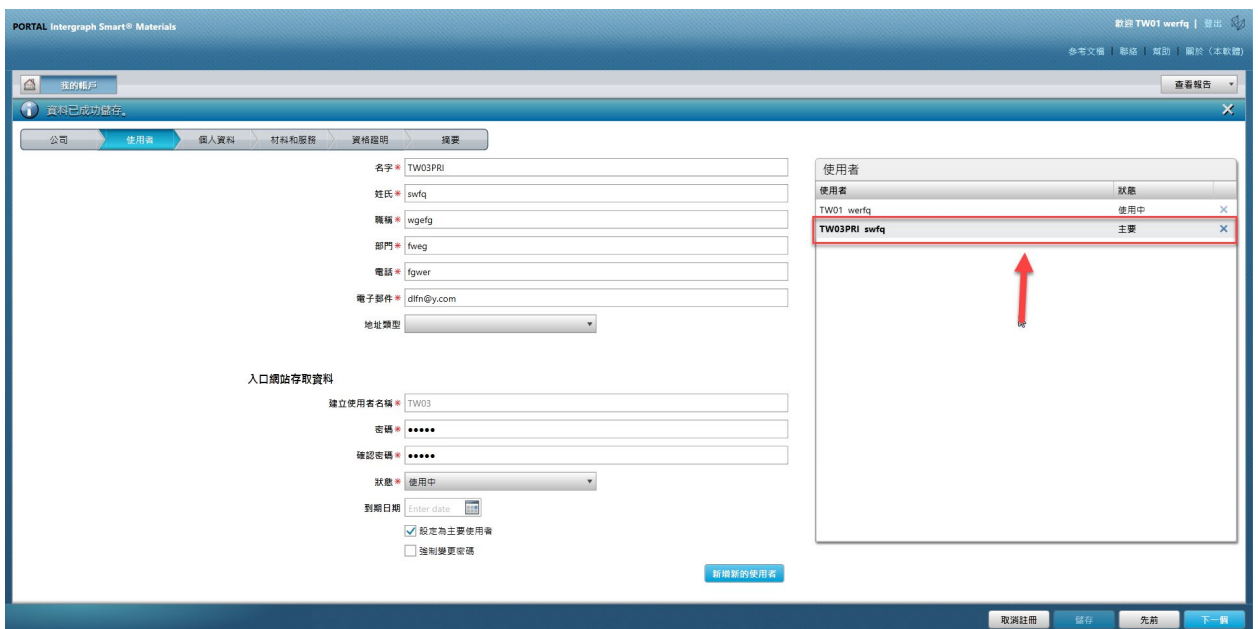 PORTAL Intergraph Smart® Materials
歡迎 TW01 werfq | 登出
參考文檔 | 聯絡 | 幫助 | 關於（本軟體）
我的帳戶
查看報告
資料已成功儲存。
公司 使用者 個人資料 材料和服務 資格證明 摘要
名字* TW03PRI
姓氏* swfq
職稱* wgefg
部門* fweg
電話* fgwer
電子郵件* dlfn@y.com
地址類型
入口網站存取資料
建立使用者名稱* TW03
密碼* •••••
確認密碼* •••••
狀態* 使用中
到期日期 Enter date
設定為主要使用者
強制變更密碼
新增新的使用者
使用者
使用者 狀態
TW01 werfq 使用中
TW03PRI swfq 主要
取消註冊 儲存 先前 下一個